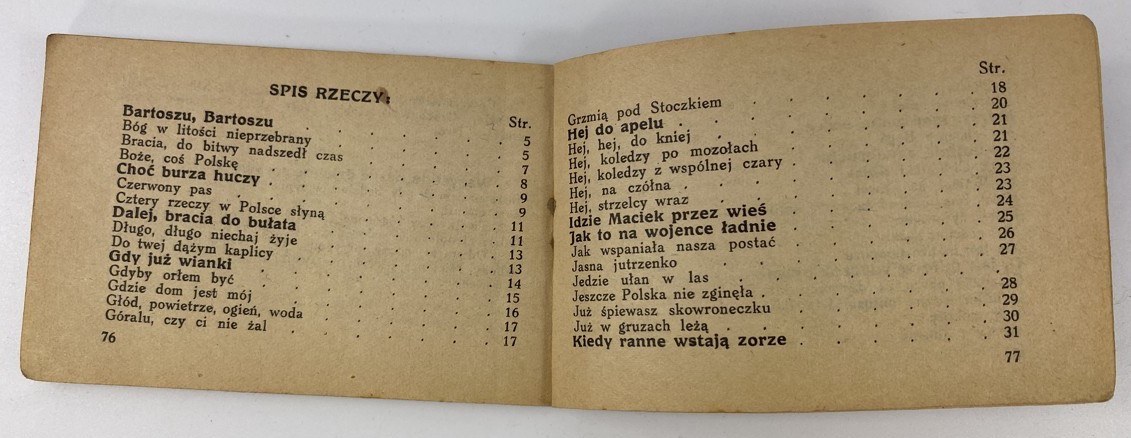 SPIS RZECZY:
Str.
Bartoszu, Bartoszu . . . . . . 5
Bóg w litości nieprzebrany . . . . . 5
Bracia, do bitwy nadszedł czas . . . . 7
Boże, coś Polskę . . . . . . 8
Choć burza huczy . . . . . . 9
Czerwony pas . . . . . . 9
Cztery rzeczy w Polsce słyną . . . . 11
Dalej, bracia do bułata . . . . . 11
Długo, długo niechaj żyje . . . . . 13
Do twej dążym kaplicy . . . . . 13
Gdy już wianki . . . . . . 14
Gdyby orłem być . . . . . . 15
Gdzie dom jest mój . . . . . . 16
Głód, powietrze, ogień, woda . . . . 17
Góralu, czy ci nie żal . . . . . 17
76
Str.
Grzmią pod Stoczkiem . . . . . 18
Hej do apelu . . . . . . 20
Hej, hej, do kniej . . . . . . 21
Hej, koledzy po mozołach . . . . . 21
Hej, koledzy z wspólnej czary . . . . 22
Hej, na czółna . . . . . . 23
Hej, strzelcy wraz . . . . . . 23
Idzie Maciek przez wieś . . . . . 24
Jak to na wojence ładnie . . . . . 25
Jak wspaniała nasza postać . . . . . 26
Jasna jutrzenko . . . . . . 27
Jedzie ułan w las . . . . . .
Jeszcze Polska nie zginęła . . . . . 28
Już śpiewasz skowroneczku . . . . . 29
Już w gruzach leżą . . . . . . 30
Kiedy ranne wstają zorze . . . . . 31
77